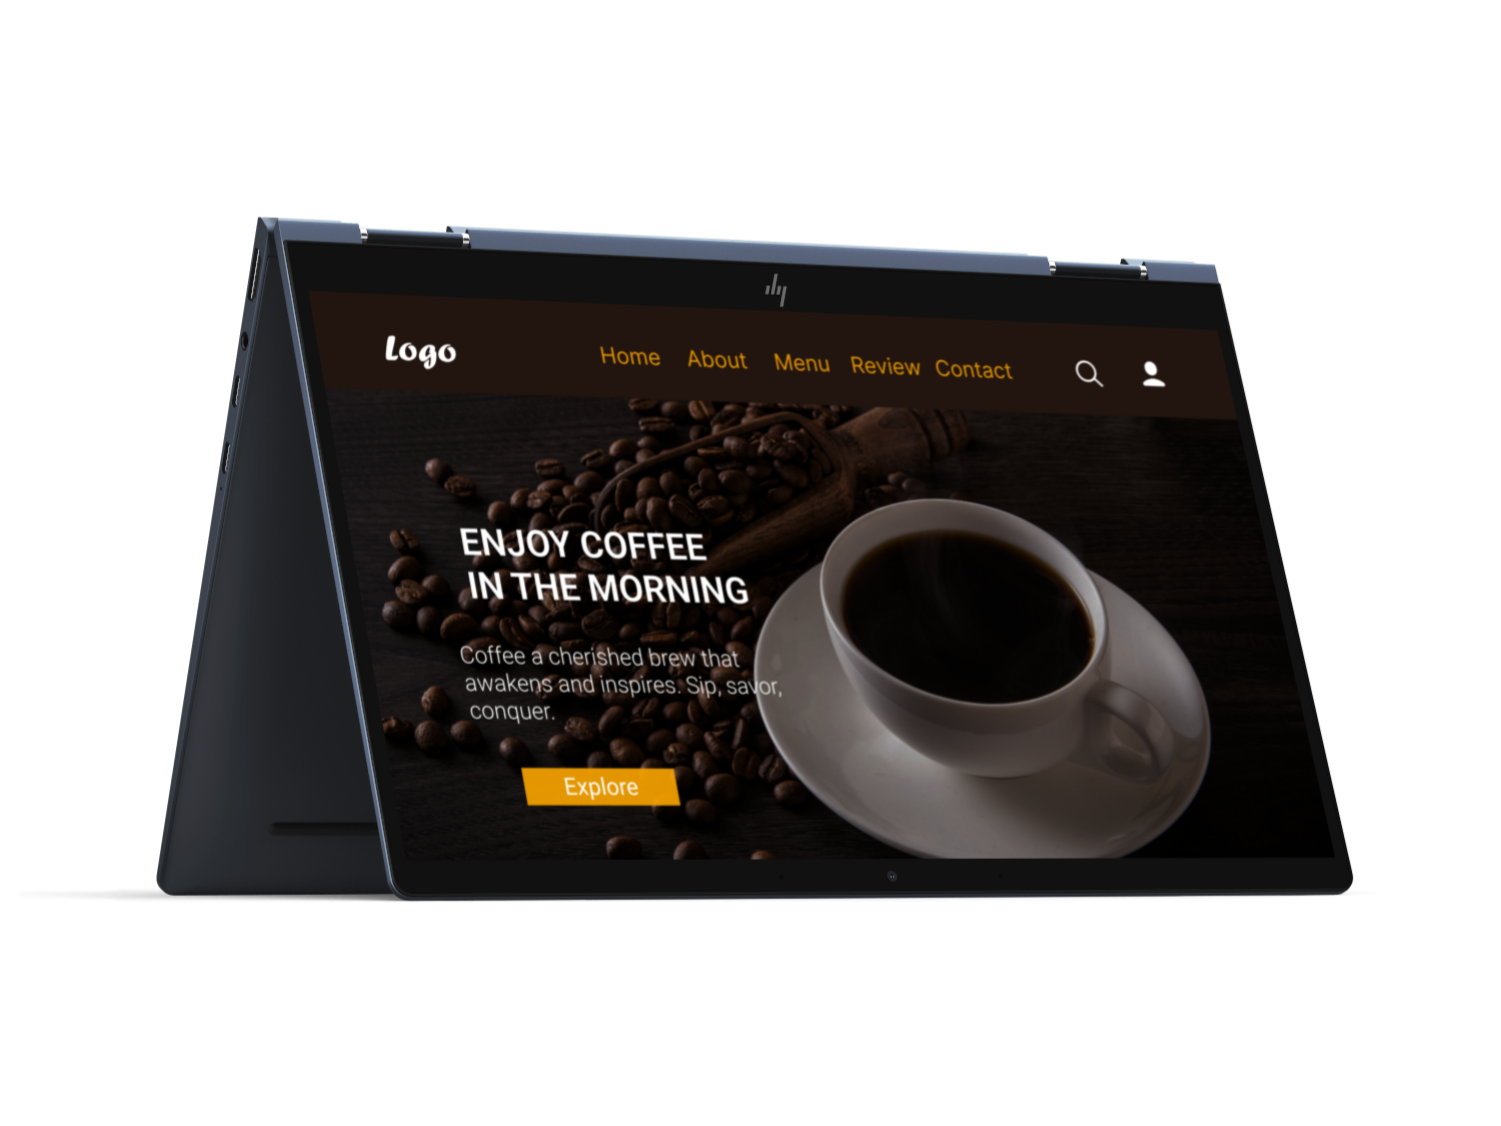 Logo
Home About Menu Review Contact
ENJOY COFFEE
IN THE MORNING
Coffee a cherished brew that
awakens and inspires. Sip, savor,
conquer.
Explore